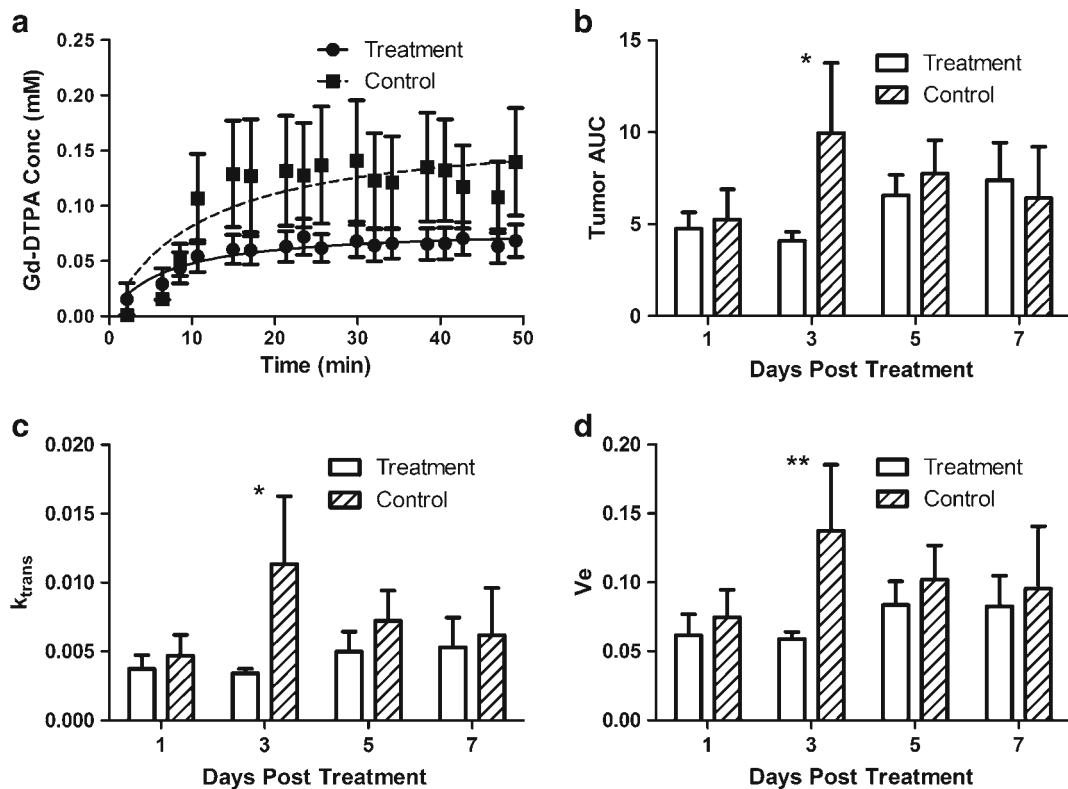 a
0.25
0.20
0.15
0.10
0.05
0.00
Gd-DTPA Conc (mM)
Treatment
Control
0 10 20 30 40 50
Time (min)
b
15
10
5
0
Tumor AUC
*
Treatment
Control
1 3 5 7
Days Post Treatment
c
0.020
0.015
0.010
0.005
0.000
ktrans
*
Treatment
Control
1 3 5 7
Days Post Treatment
d
0.20
0.15
0.10
0.05
0.00
Ve
**
Treatment
Control
1 3 5 7
Days Post Treatment